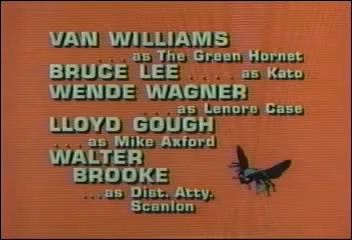 VAN WILLIAMS
. . . as The Green Hornet
BRUCE LEE . . . . as Kato
WENDE WAGNER
. . . as Lenore Case
LLOYD GOUGH
. . . as Mike Axford
WALTER
BROOKE
. . . as Dist. Atty.
Scanlon